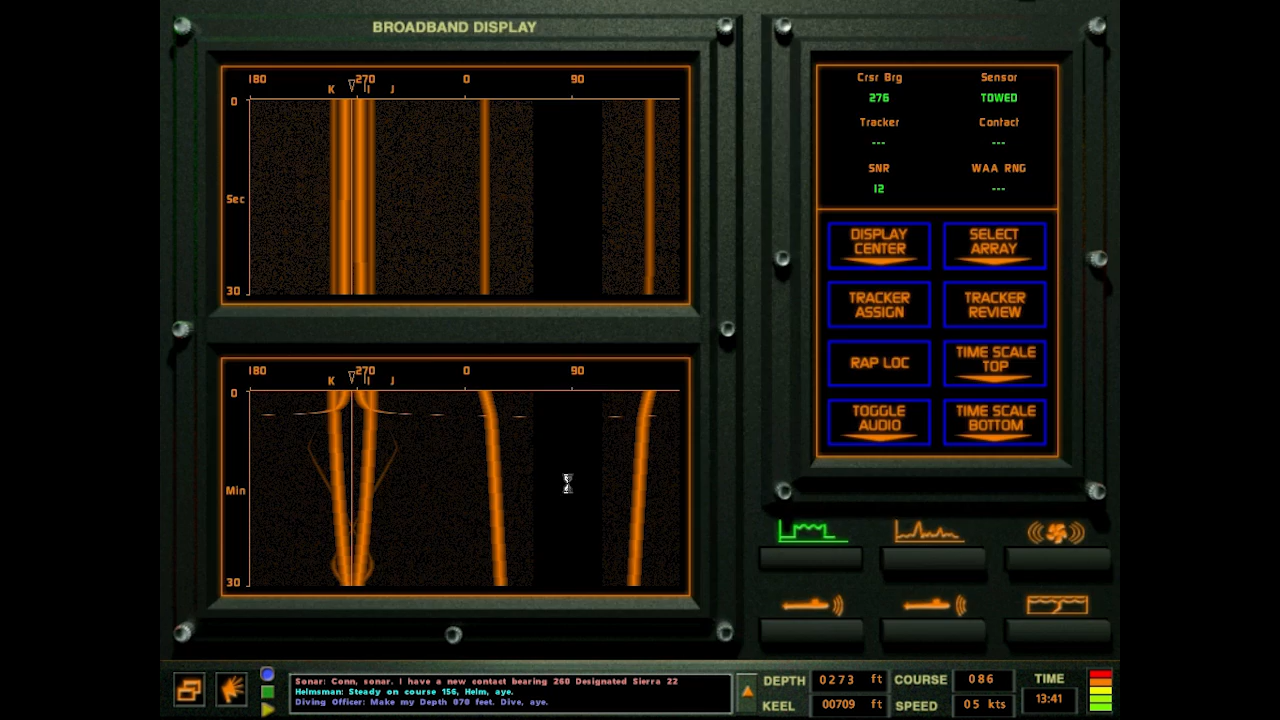 BROADBAND DISPLAY
180 270 0 90
K I J
0
Sec
30
180 270 0 90
K I J
0
Min
30
Crsr Brg Sensor
276 TOWED
Tracker Contact
--- ---
SNR WAA RNG
12 ---
DISPLAY CENTER
SELECT ARRAY
TRACKER ASSIGN
TRACKER REVIEW
RAP LOC
TIME SCALE TOP
TOGGLE AUDIO
TIME SCALE BOTTOM
Sonar: Conn, sonar. I have a new contact bearing 260 Designated Sierra 22
Helmsman: Steady on course 156, Helm, aye.
Diving Officer: Make my Depth 070 feet. Dive, aye.
DEPTH 0273 ft COURSE 086
KEEL 00709 ft SPEED 05 kts
TIME
13:41